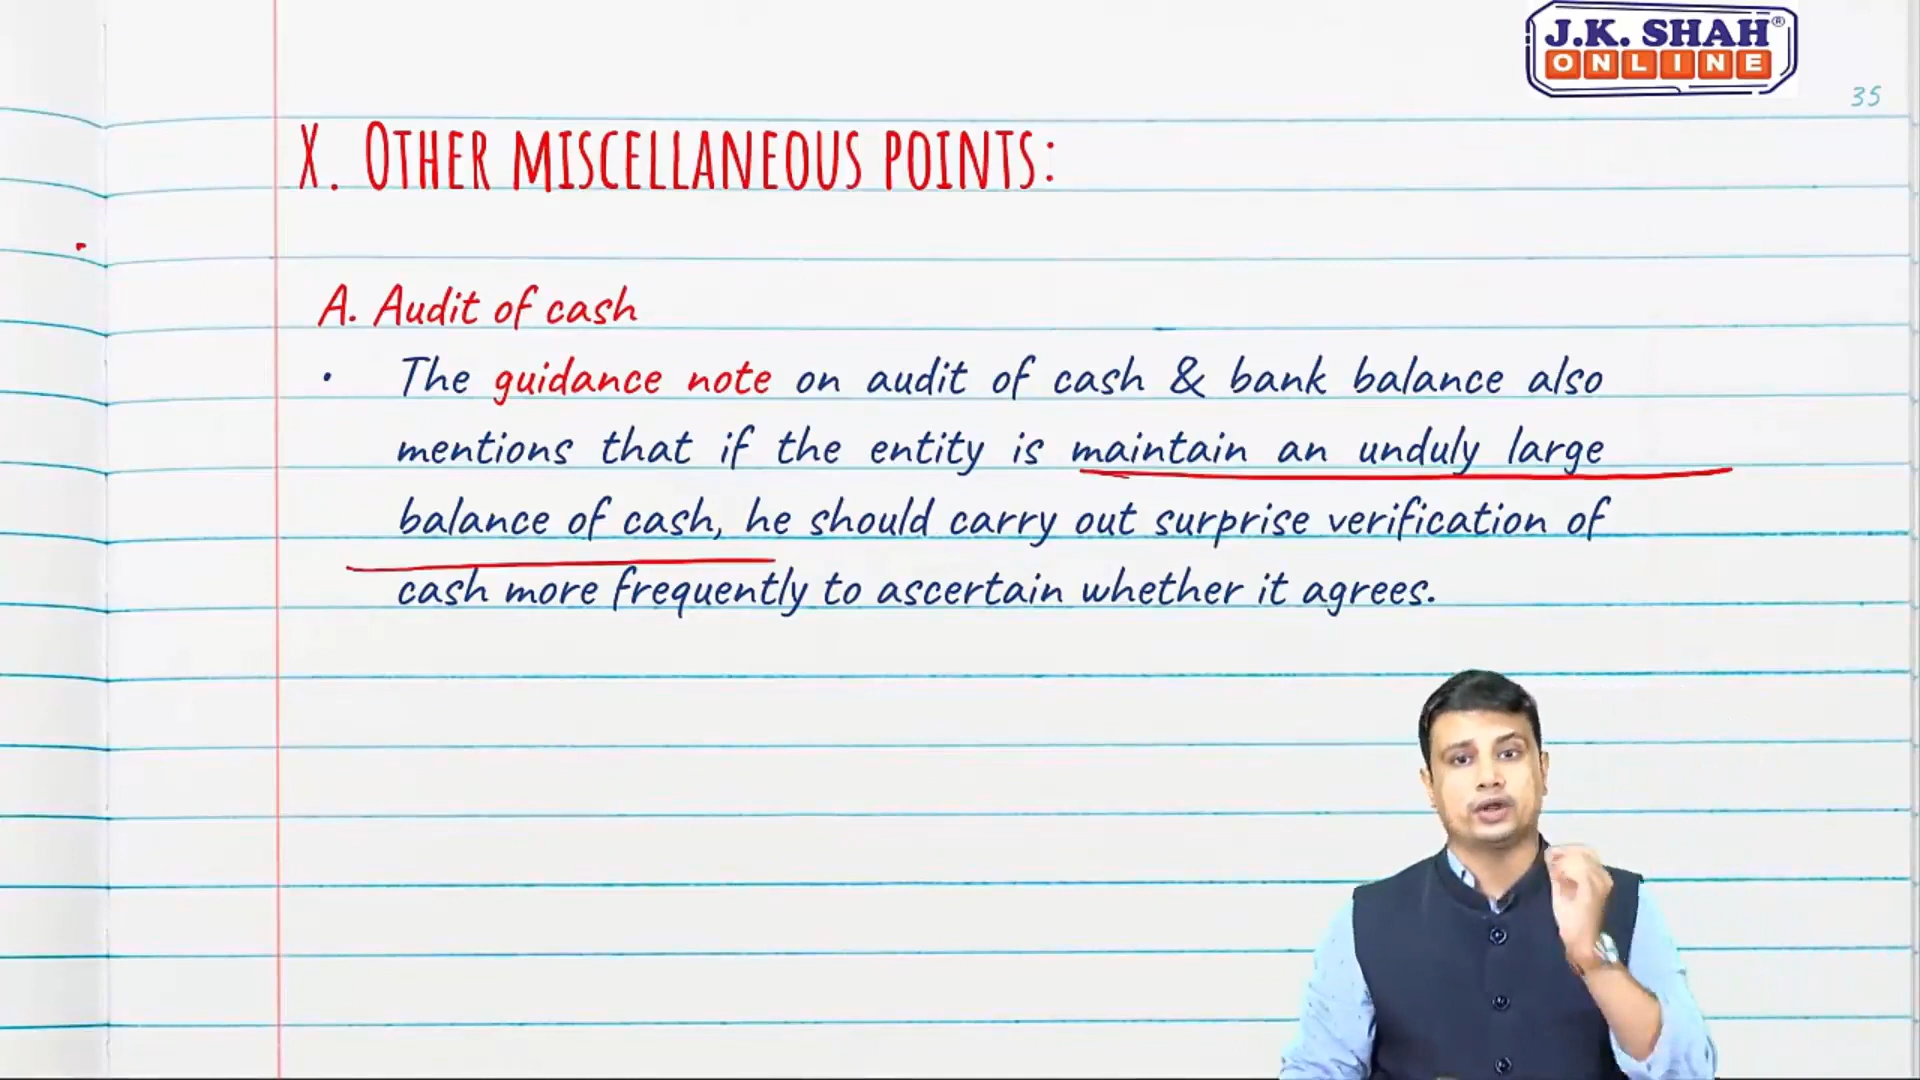 J.K. SHAH®
ONLINE
35
X. OTHER MISCELLANEOUS POINTS:
A. Audit of cash
• The guidance note on audit of cash & bank balance also
mentions that if the entity is maintain an unduly large
balance of cash, he should carry out surprise verification of
cash more frequently to ascertain whether it agrees.